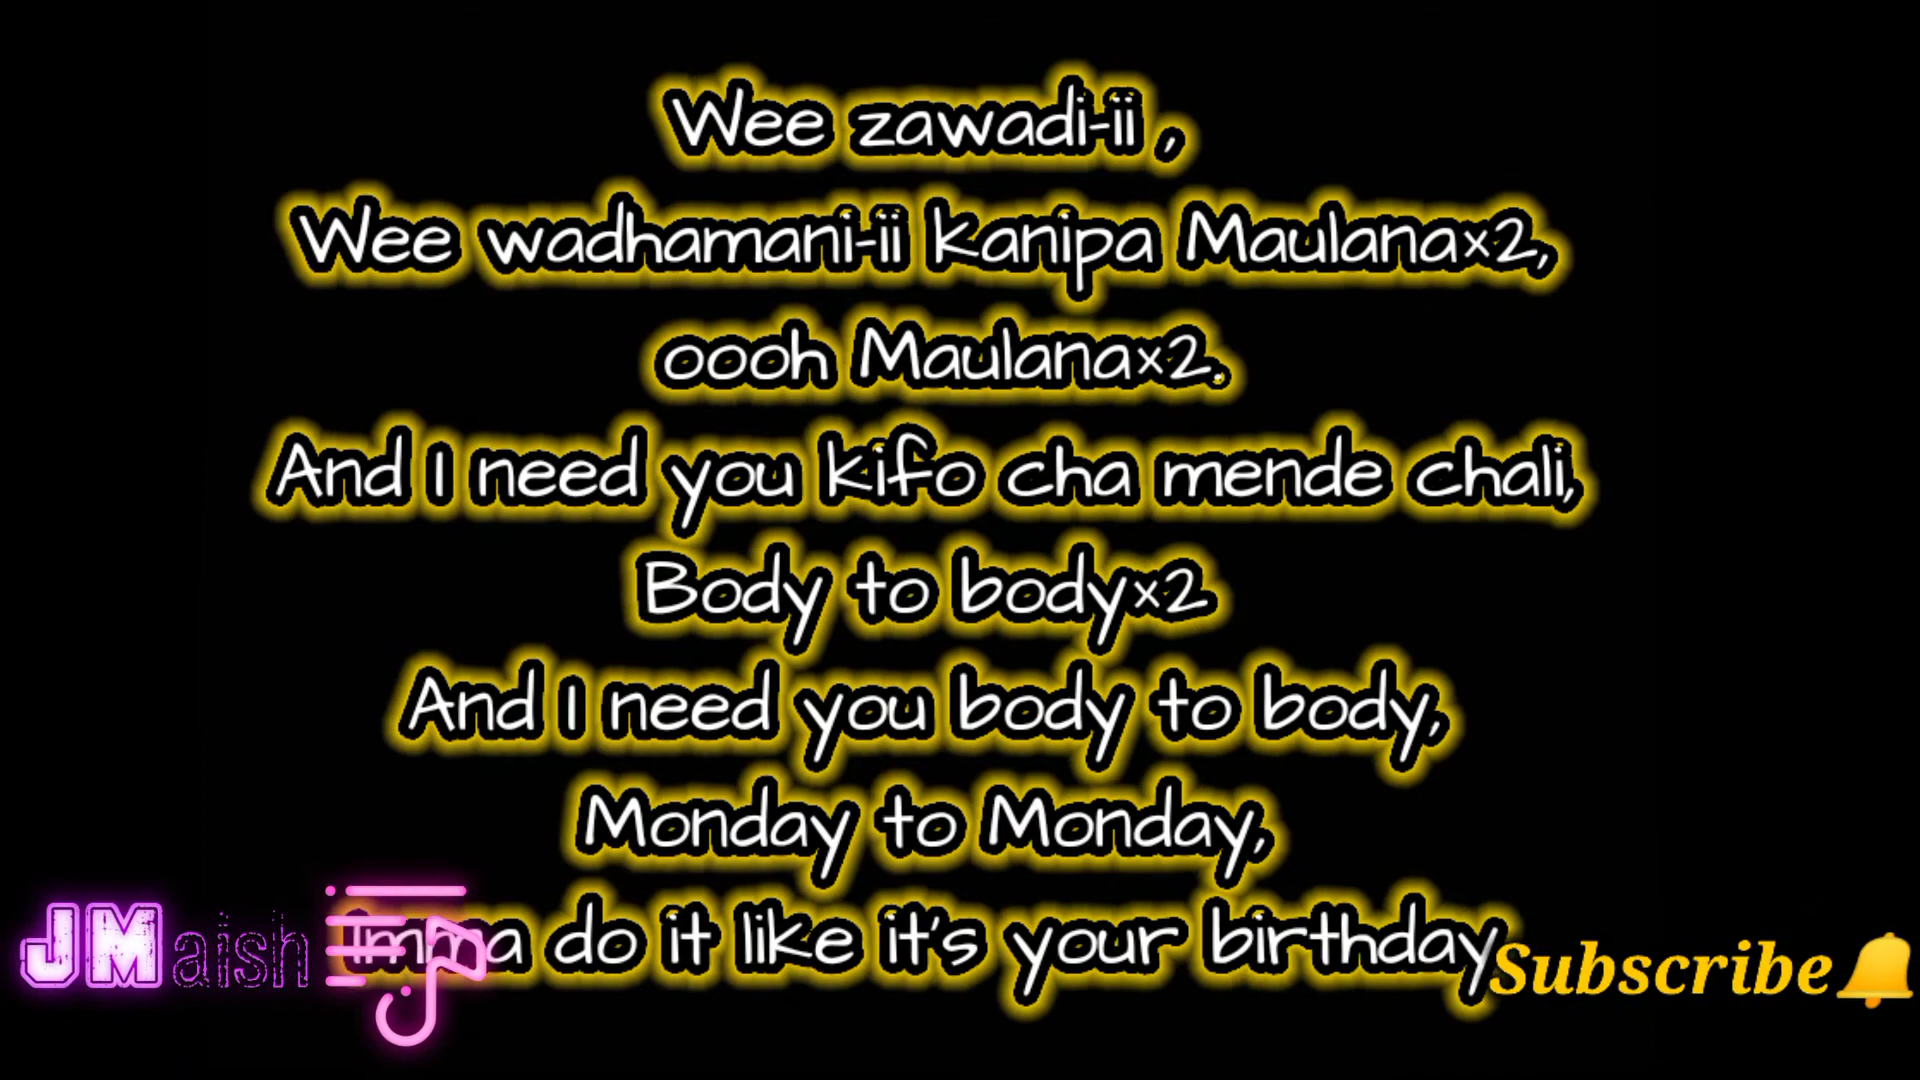 Wee zawadi-ii ,
Wee wadhamani-ii kanipa Maulana×2,
oooh Maulana×2.
And I need you kifo cha mende chali,
Body to body×2
And I need you body to body,
Monday to Monday,
Imma do it like it's your birthday
JMaish
Subscribe